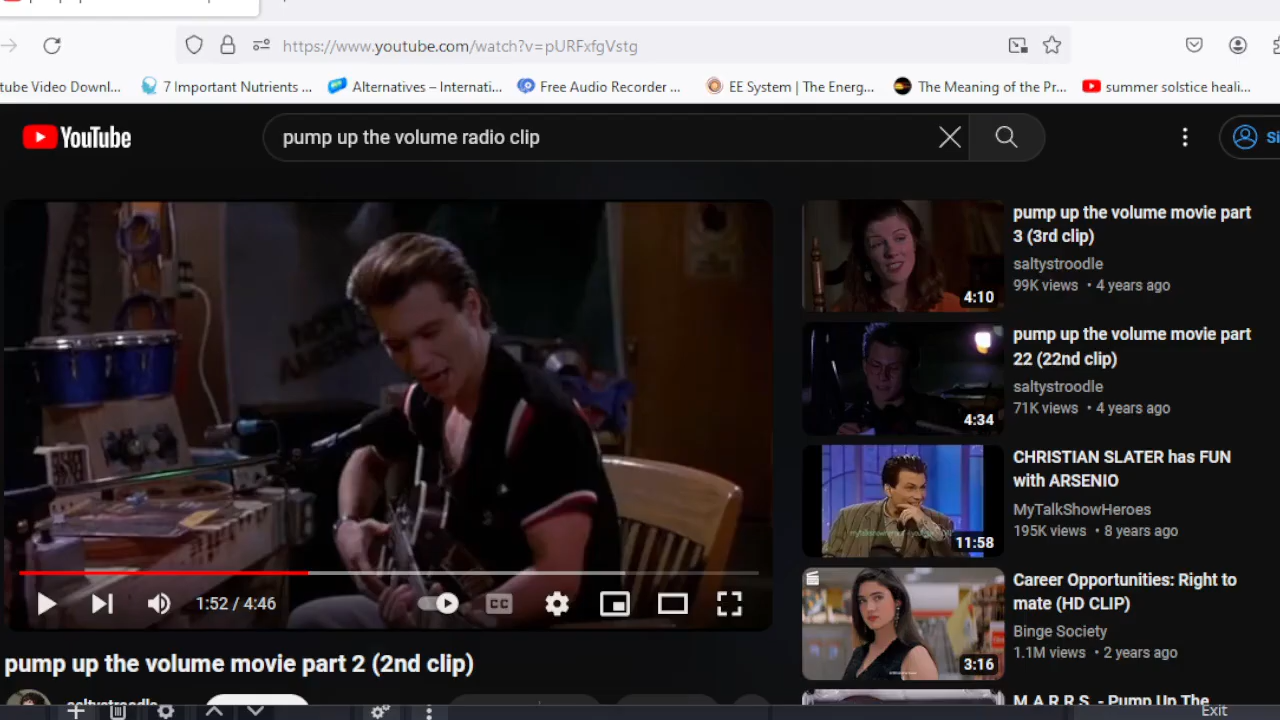 https://www.youtube.com/watch?v=pURFxfgVstg
tube Video Downl...
7 Important Nutrients ...
Alternatives – Internati...
Free Audio Recorder ...
EE System | The Energ...
The Meaning of the Pr...
summer solstice heali...
YouTube
pump up the volume radio clip
Si
1:52 / 4:46
CC
pump up the volume movie part 2 (2nd clip)
saltystroodle
4:10
pump up the volume movie part
3 (3rd clip)
saltystroodle
99K views • 4 years ago
4:34
pump up the volume movie part
22 (22nd clip)
saltystroodle
71K views • 4 years ago
11:58
CHRISTIAN SLATER has FUN
with ARSENIO
MyTalkShowHeroes
195K views • 8 years ago
3:16
Career Opportunities: Right to
mate (HD CLIP)
Binge Society
1.1M views • 2 years ago
M.A.R.R.S. - Pump Up The
Exit